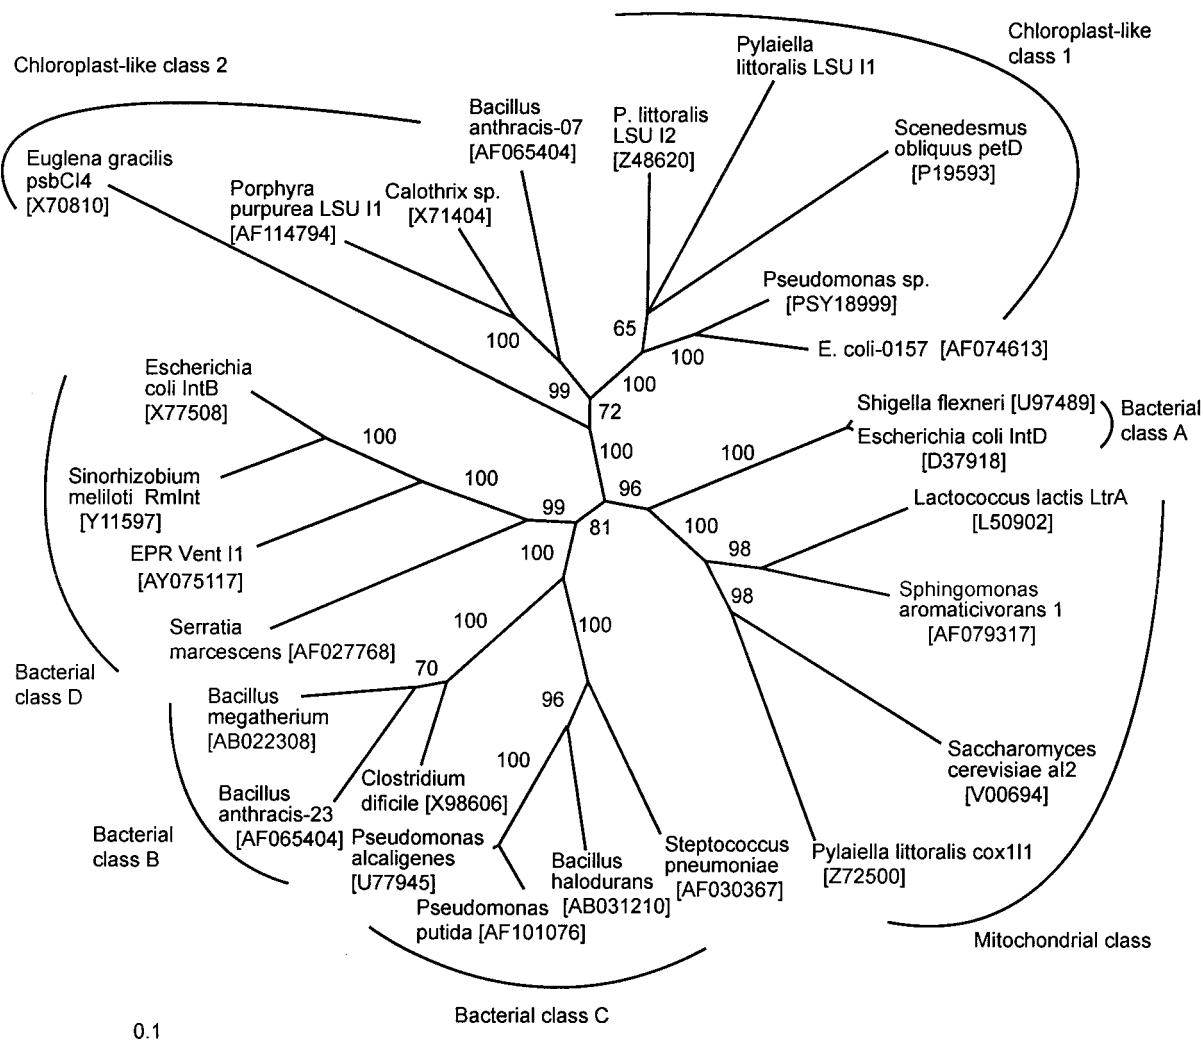 Chloroplast-like class 2
Chloroplast-like
class 1
Euglena gracilis
psbCI4
[X70810]
Porphyra
purpurea LSU I1
[AF114794]
Calothrix sp.
[X71404]
Bacillus
anthracis-07
[AF065404]
P. littoralis
LSU I2
[Z48620]
Pylaiella
littoralis LSU I1
Scenedesmus
obliquus petD
[P19593]
Pseudomonas sp.
[PSY18999]
E. coli-0157 [AF074613]
100
99
65
100
100
72
100
Shigella flexneri [U97489]
Escherichia coli IntD
[D37918]
Bacterial
class A
100
96
Lactococcus lactis LtrA
[L50902]
Sphingomonas
aromaticivorans 1
[AF079317]
Saccharomyces
cerevisiae aI2
[V00694]
Pylaiella littoralis cox1I1
[Z72500]
100
98
98
Mitochondrial class
Escherichia
coli IntB
[X77508]
Sinorhizobium
meliloti RmInt
[Y11597]
EPR Vent I1
[AY075117]
Serratia
marcescens [AF027768]
100
100
99
81
100
Bacterial
class D
Bacillus
megatherium
[AB022308]
Bacillus
anthracis-23
[AF065404]
Clostridium
dificile [X98606]
100
70
Bacterial
class B
Pseudomonas
alcaligenes
[U77945]
Pseudomonas
putida [AF101076]
Bacillus
halodurans
[AB031210]
Steptococcus
pneumoniae
[AF030367]
100
96
100
Bacterial class C
0.1